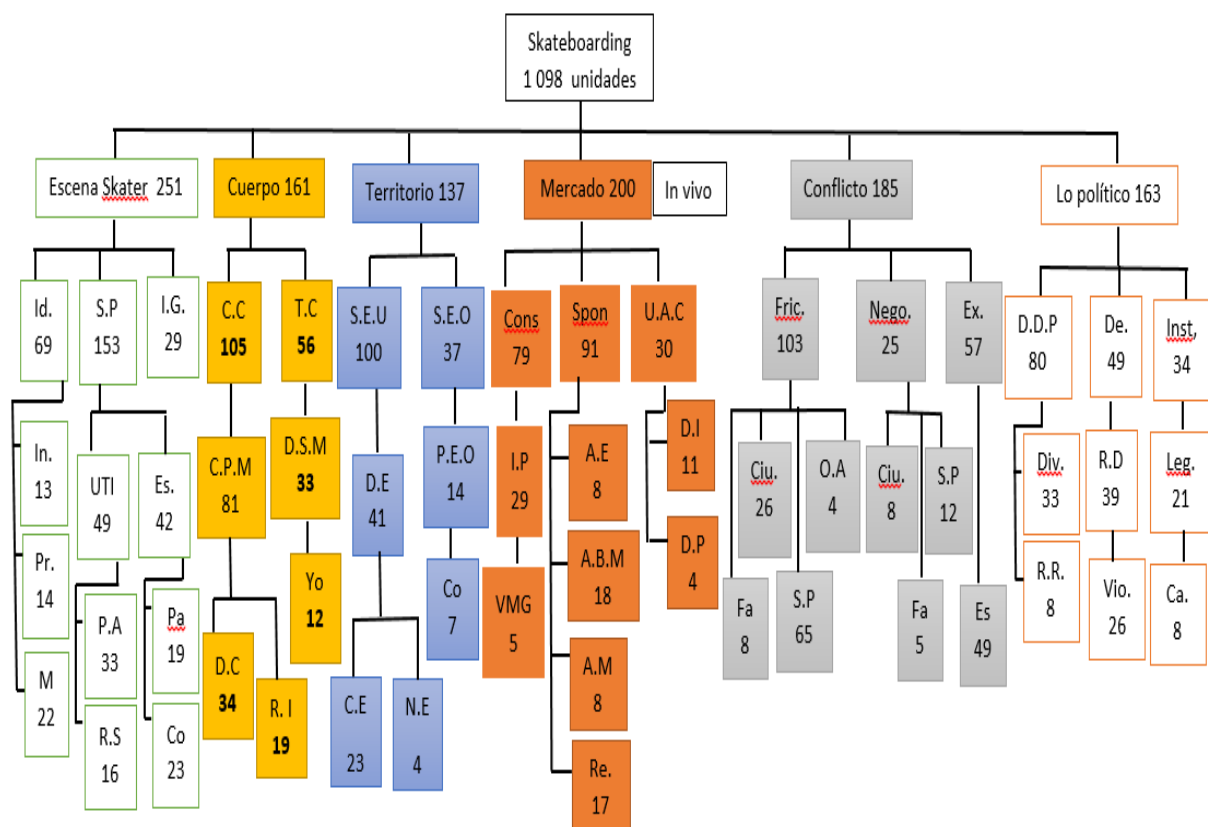 Skateboarding
1 098 unidades
Escena Skater 251
Cuerpo 161
Territorio 137
Mercado 200
In vivo
Conflicto 185
Lo político 163
Id.
69
S.P
153
I.G.
29
C.C
105
T.C
56
S.E.U
100
S.E.O
37
Cons
79
Spon
91
U.A.C
30
Fric.
103
Nego.
25
Ex.
57
D.D.P
80
De.
49
Inst,
34
In.
13
UTI
49
Es.
42
C.P.M
81
D.S.M
33
D.E
41
P.E.O
14
I.P
29
A.E
8
D.I
11
Ciu.
26
O.A
4
Ciu.
8
S.P
12
Div.
33
R.D
39
Leg.
21
Pr.
14
P.A
33
Pa
19
Yo
12
Co
7
VMG
5
A.B.M
18
D.P
4
Fa
8
S.P
65
Fa
5
Es
49
R.R.
8
Vio.
26
Ca.
8
M
22
R.S
16
Co
23
D.C
34
R. I
19
C.E
23
N.E
4
A.M
8
Re.
17